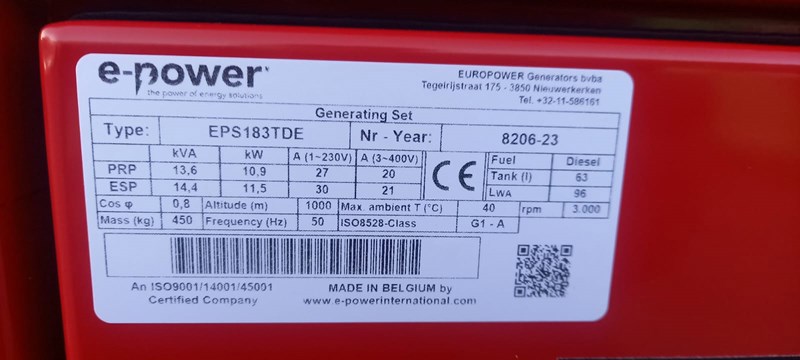 e-power
the power of energy solutions
EUROPOWER Generators bvba
Tegelrijstraat 175 - 3850 Nieuwerkerken
Tel. +32-11-586161
Generating Set
Type: EPS183TDE Nr - Year: 8206-23
kVA kW A (1~230V) A (3~400V) Fuel Diesel
PRP 13,6 10,9 27 20 CE Tank (l) 63
ESP 14,4 11,5 30 21 LWA 96
Cos φ 0,8 Altitude (m) 1000 Max. ambient T (°C) 40 rpm 3.000
Mass (kg) 450 Frequency (Hz) 50 ISO8528-Class G1 - A
An ISO9001/14001/45001 MADE IN BELGIUM by
Certified Company www.e-powerinternational.com